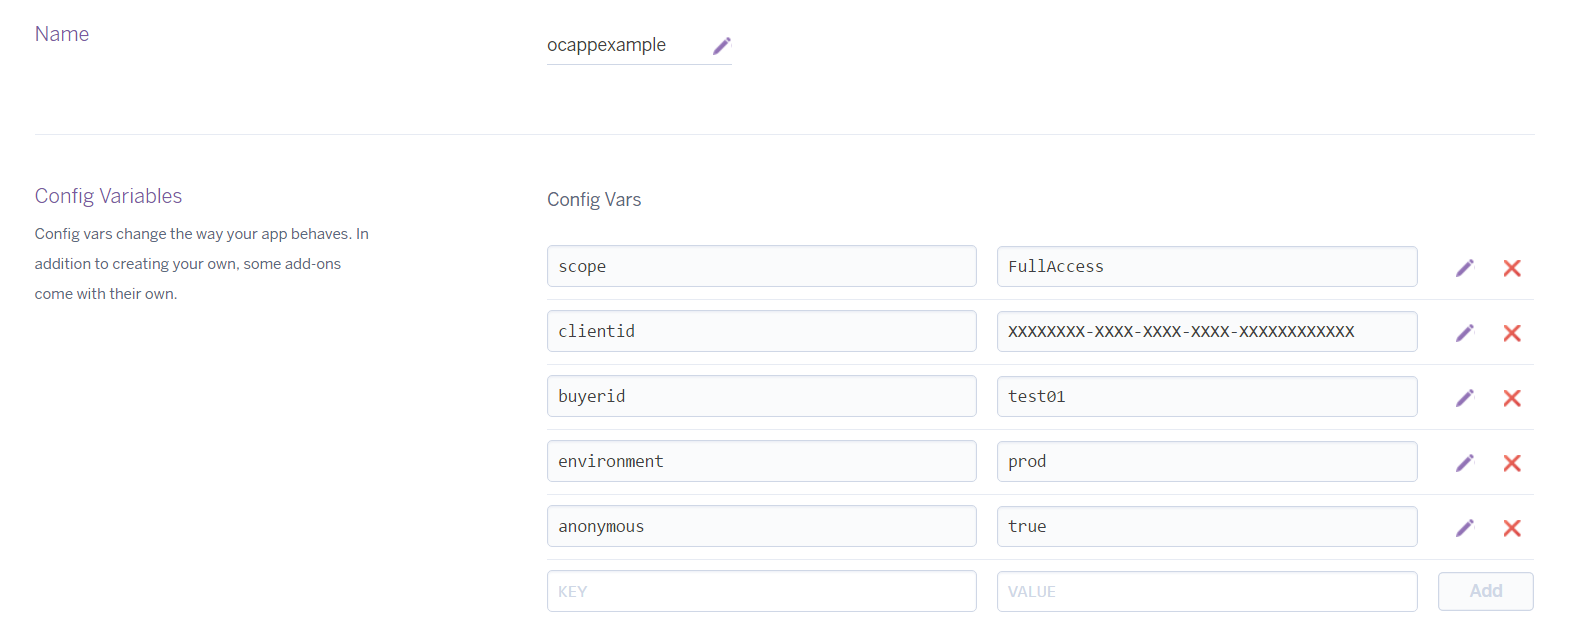 Name
ocappexample
Config Variables
Config vars change the way your app behaves. In
addition to creating your own, some add-ons
come with their own.
Config Vars
scope FullAccess
clientid XXXXXXXX-XXXX-XXXX-XXXX-XXXXXXXXXXXX
buyerid test01
environment prod
anonymous true
KEY VALUE Add